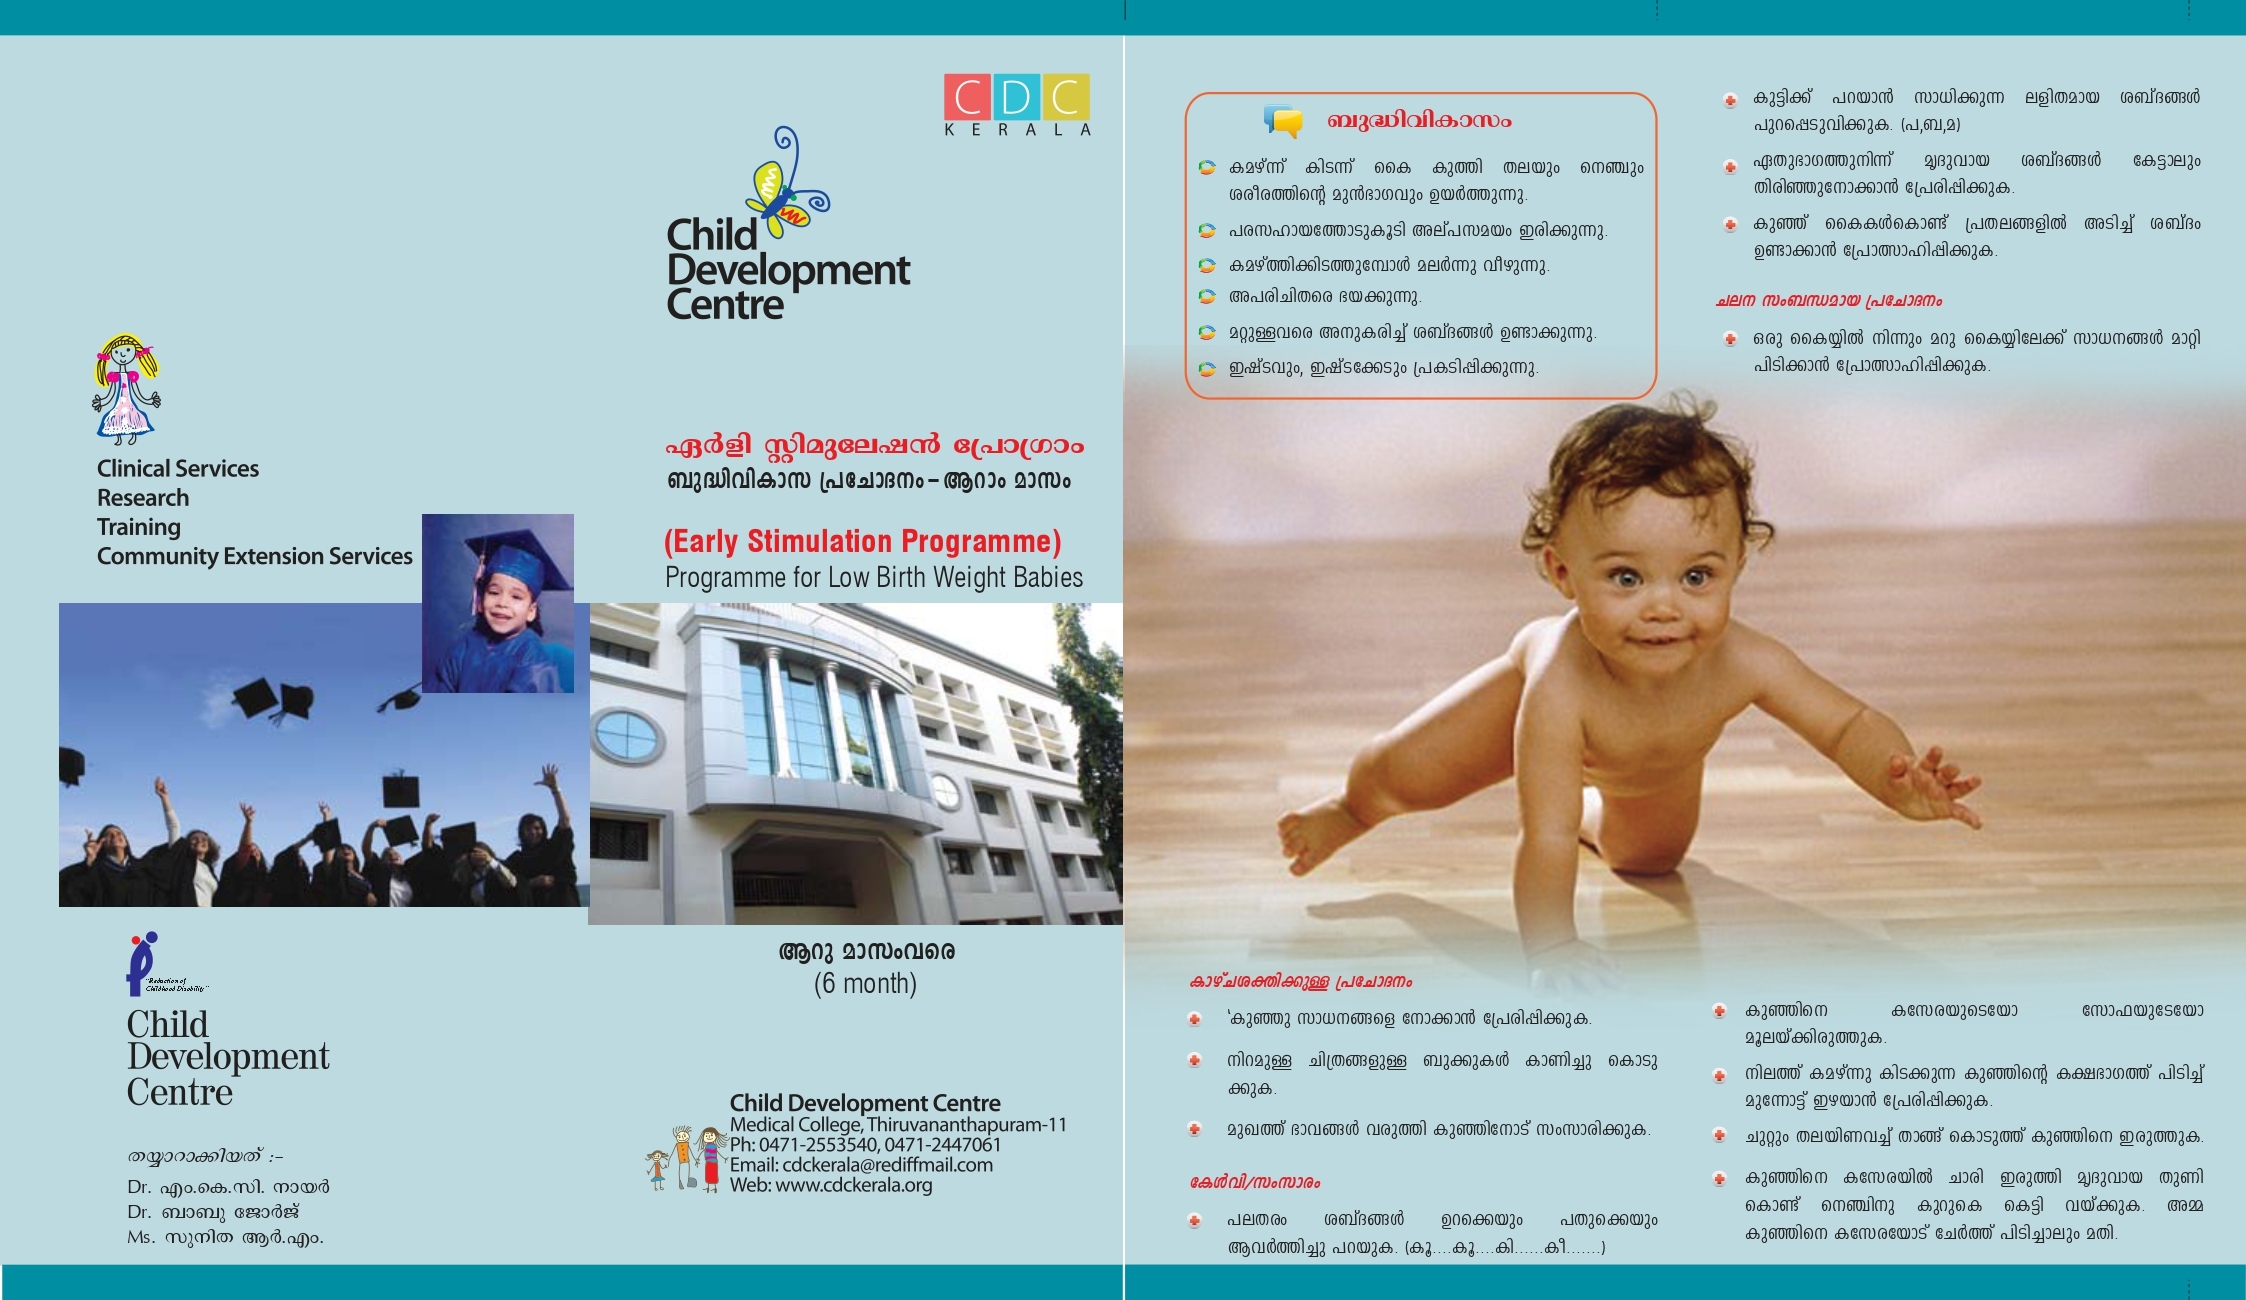 Clinical Services
Research
Training
Community Extension Services
"Reduction of
Childhood Disability"
Child
Development
Centre
തയ്യാറാക്കിയത് :-
Dr. എം.കെ.സി. നായർ
Dr. ബാബു ജോർജ്
Ms. സുനിത ആർ.എം.
C D C
K E R A L A
Child
Development
Centre
ഏർളി സ്റ്റിമുലേഷൻ പ്രോഗ്രാം
ബുദ്ധിവികാസ പ്രചോദനം-ആറാം മാസം
(Early Stimulation Programme)
Programme for Low Birth Weight Babies
ആറു മാസംവരെ
(6 month)
Child Development Centre
Medical College, Thiruvananthapuram-11
Ph: 0471-2553540, 0471-2447061
Email: cdckerala@rediffmail.com
Web: www.cdckerala.org
ബുദ്ധിവികാസം
കമഴ്ന്ന് കിടന്ന് കൈ കുത്തി തലയും നെഞ്ചും
ശരീരത്തിന്റെ മുൻഭാഗവും ഉയർത്തുന്നു.
പരസഹായത്തോടുകൂടി അല്പസമയം ഇരിക്കുന്നു.
കമഴ്ത്തിക്കിടത്തുമ്പോൾ മലർന്നു വീഴുന്നു.
അപരിചിതരെ ഭയക്കുന്നു.
മറ്റുള്ളവരെ അനുകരിച്ച് ശബ്ദങ്ങൾ ഉണ്ടാക്കുന്നു.
ഇഷ്ടവും, ഇഷ്ടക്കേടും പ്രകടിപ്പിക്കുന്നു.
കാഴ്ചശക്തിക്കുള്ള പ്രചോദനം
'കുഞ്ഞു സാധനങ്ങളെ നോക്കാൻ പ്രേരിപ്പിക്കുക.
നിറമുള്ള ചിത്രങ്ങളുള്ള ബുക്കുകൾ കാണിച്ചു കൊടു
ക്കുക.
മുഖത്ത് ഭാവങ്ങൾ വരുത്തി കുഞ്ഞിനോട് സംസാരിക്കുക.
കേൾവി/സംസാരം
പലതരം ശബ്ദങ്ങൾ ഉറക്കെയും പതുക്കെയും
ആവർത്തിച്ചു പറയുക. (കൂ....കൂ....കി......കീ.......)
കുട്ടിക്ക് പറയാൻ സാധിക്കുന്ന ലളിതമായ ശബ്ദങ്ങൾ
പുറപ്പെടുവിക്കുക. (പ,ബ,മ)
ഏതുഭാഗത്തുനിന്ന് മൃദുവായ ശബ്ദങ്ങൾ കേട്ടാലും
തിരിഞ്ഞുനോക്കാൻ പ്രേരിപ്പിക്കുക.
കുഞ്ഞ് കൈകൾകൊണ്ട് പ്രതലങ്ങളിൽ അടിച്ച് ശബ്ദം
ഉണ്ടാക്കാൻ പ്രോത്സാഹിപ്പിക്കുക.
ചലന സംബന്ധമായ പ്രചോദനം
ഒരു കൈയ്യിൽ നിന്നും മറു കൈയ്യിലേക്ക് സാധനങ്ങൾ മാറ്റി
പിടിക്കാൻ പ്രോത്സാഹിപ്പിക്കുക.
കുഞ്ഞിനെ കസേരയുടെയോ സോഫയുടേയോ
മൂലയ്ക്കിരുത്തുക.
നിലത്ത് കമഴ്ന്നു കിടക്കുന്ന കുഞ്ഞിന്റെ കക്ഷഭാഗത്ത് പിടിച്ച്
മുന്നോട്ട് ഇഴയാൻ പ്രേരിപ്പിക്കുക.
ചുറ്റും തലയിണവച്ച് താങ്ങ് കൊടുത്ത് കുഞ്ഞിനെ ഇരുത്തുക.
കുഞ്ഞിനെ കസേരയിൽ ചാരി ഇരുത്തി മൃദുവായ തുണി
കൊണ്ട് നെഞ്ചിനു കുറുകെ കെട്ടി വയ്ക്കുക. അമ്മ
കുഞ്ഞിനെ കസേരയോട് ചേർത്ത് പിടിച്ചാലും മതി.